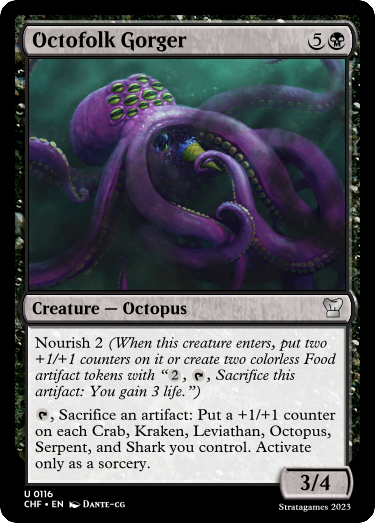 Octofolk Gorger 5
Creature — Octopus
Nourish 2 (When this creature enters, put two
+1/+1 counters on it or create two colorless Food
artifact tokens with “2, , Sacrifice this
artifact: You gain 3 life.”)
, Sacrifice an artifact: Put a +1/+1 counter
on each Crab, Kraken, Leviathan, Octopus,
Serpent, and Shark you control. Activate
only as a sorcery.
3/4
U 0116
CHF • EN Dante-cg
Stratagames 2023